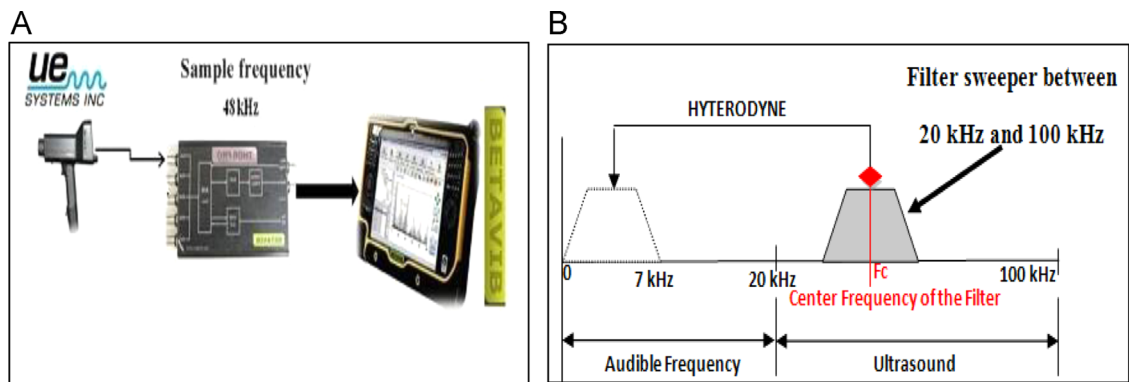 A
ue
SYSTEMS INC
Sample frequency
48kHz
BETAVIB
B
Filter sweeper between
20 kHz and 100 kHz
HYTERODYNE
0
7 kHz
20 kHz
Fc
100 kHz
Center Frequency of the Filter
Audible Frequency
Ultrasound